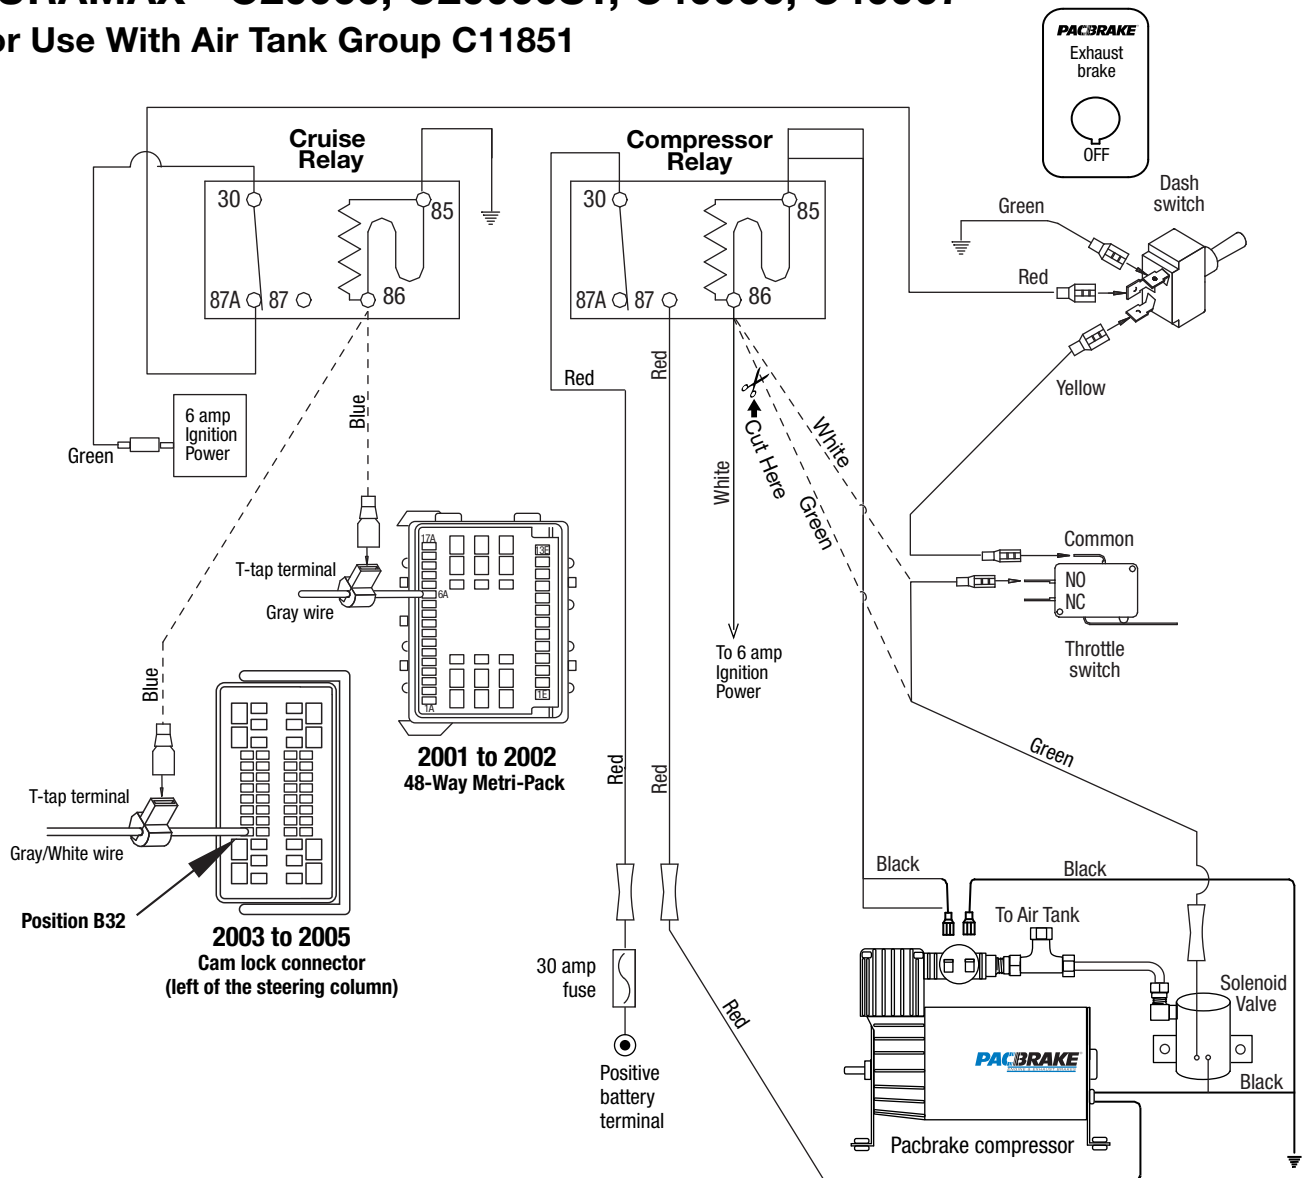 or Use With Air Tank Group C11851
PACBRAKE
Exhaust
brake
OFF
Cruise
Relay
Compressor
Relay
30
85
87A
87
86
30
85
87A
87
86
Dash
switch
Green
Red
Yellow
6 amp
Ignition
Power
Green
Blue
Red
Red
White
Cut Here
White
Green
Common
NO
NC
Throttle
switch
T-tap terminal
Gray wire
17A
13E
6A
1A
1E
To 6 amp
Ignition
Power
2001 to 2002
48-Way Metri-Pack
Blue
T-tap terminal
Gray/White wire
Position B32
2003 to 2005
Cam lock connector
(left of the steering column)
Red
Red
Green
Black
Black
To Air Tank
30 amp
fuse
Red
Solenoid
Valve
PACBRAKE
Black
Positive
battery
terminal
Pacbrake compressor